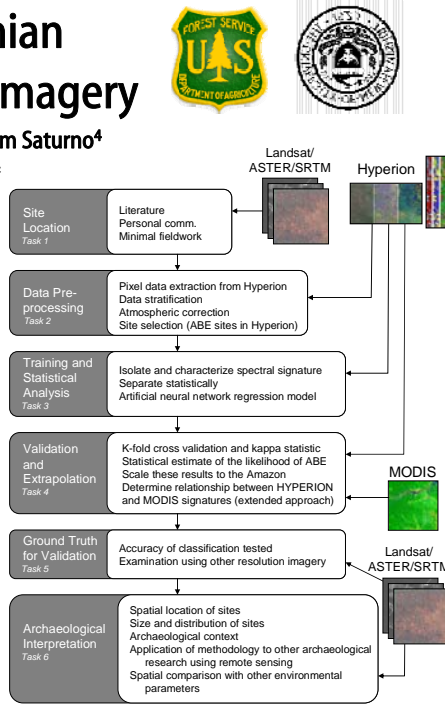 nian
magery
m Saturno⁴
FOREST SERVICE
U S
DEPARTMENT OF AGRICULTURE
Landsat/
ASTER/SRTM
Hyperion
Site
Location
Task 1
Literature
Personal comm.
Minimal fieldwork
Data Pre-
processing
Task 2
Pixel data extraction from Hyperion
Data stratification
Atmospheric correction
Site selection (ABE sites in Hyperion)
Training and
Statistical
Analysis
Task 3
Isolate and characterize spectral signature
Separate statistically
Artificial neural network regression model
Validation
and
Extrapolation
Task 4
K-fold cross validation and kappa statistic
Statistical estimate of the likelihood of ABE
Scale these results to the Amazon
Determine relationship between HYPERION
and MODIS signatures (extended approach)
MODIS
Ground Truth
for Validation
Task 5
Accuracy of classification tested
Examination using other resolution imagery
Landsat/
ASTER/SRTM
Archaeological
Interpretation
Task 6
Spatial location of sites
Size and distribution of sites
Archaeological context
Application of methodology to other archaeological
research using remote sensing
Spatial comparison with other environmental
parameters